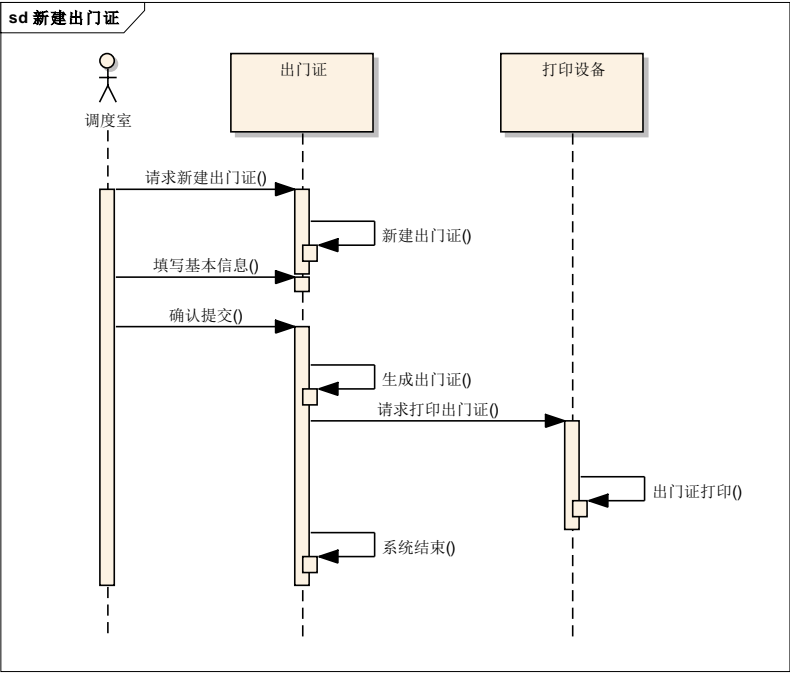 sd 新建出门证
调度室
出门证
打印设备
请求新建出门证()
新建出门证()
填写基本信息()
确认提交()
生成出门证()
请求打印出门证()
出门证打印()
系统结束()